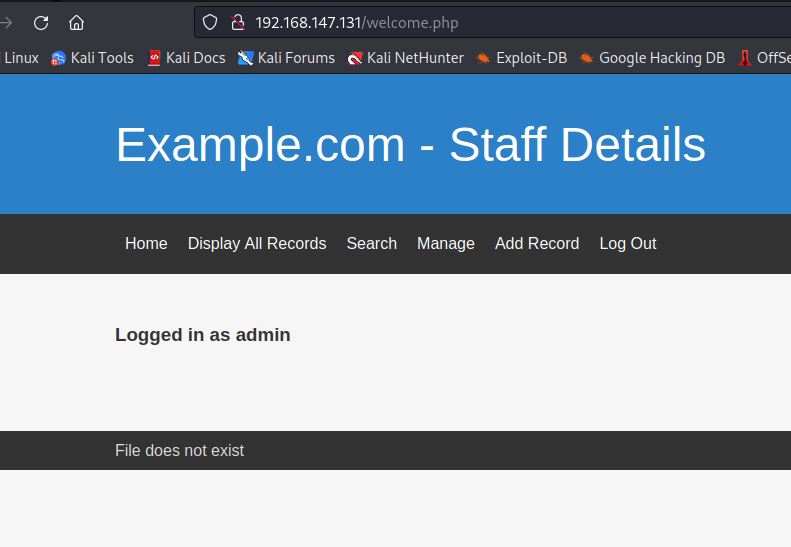 192.168.147.131/welcome.php
Linux Kali Tools Kali Docs Kali Forums Kali NetHunter Exploit-DB Google Hacking DB
Example.com - Staff Details
Home Display All Records Search Manage Add Record Log Out
Logged in as admin
File does not exist